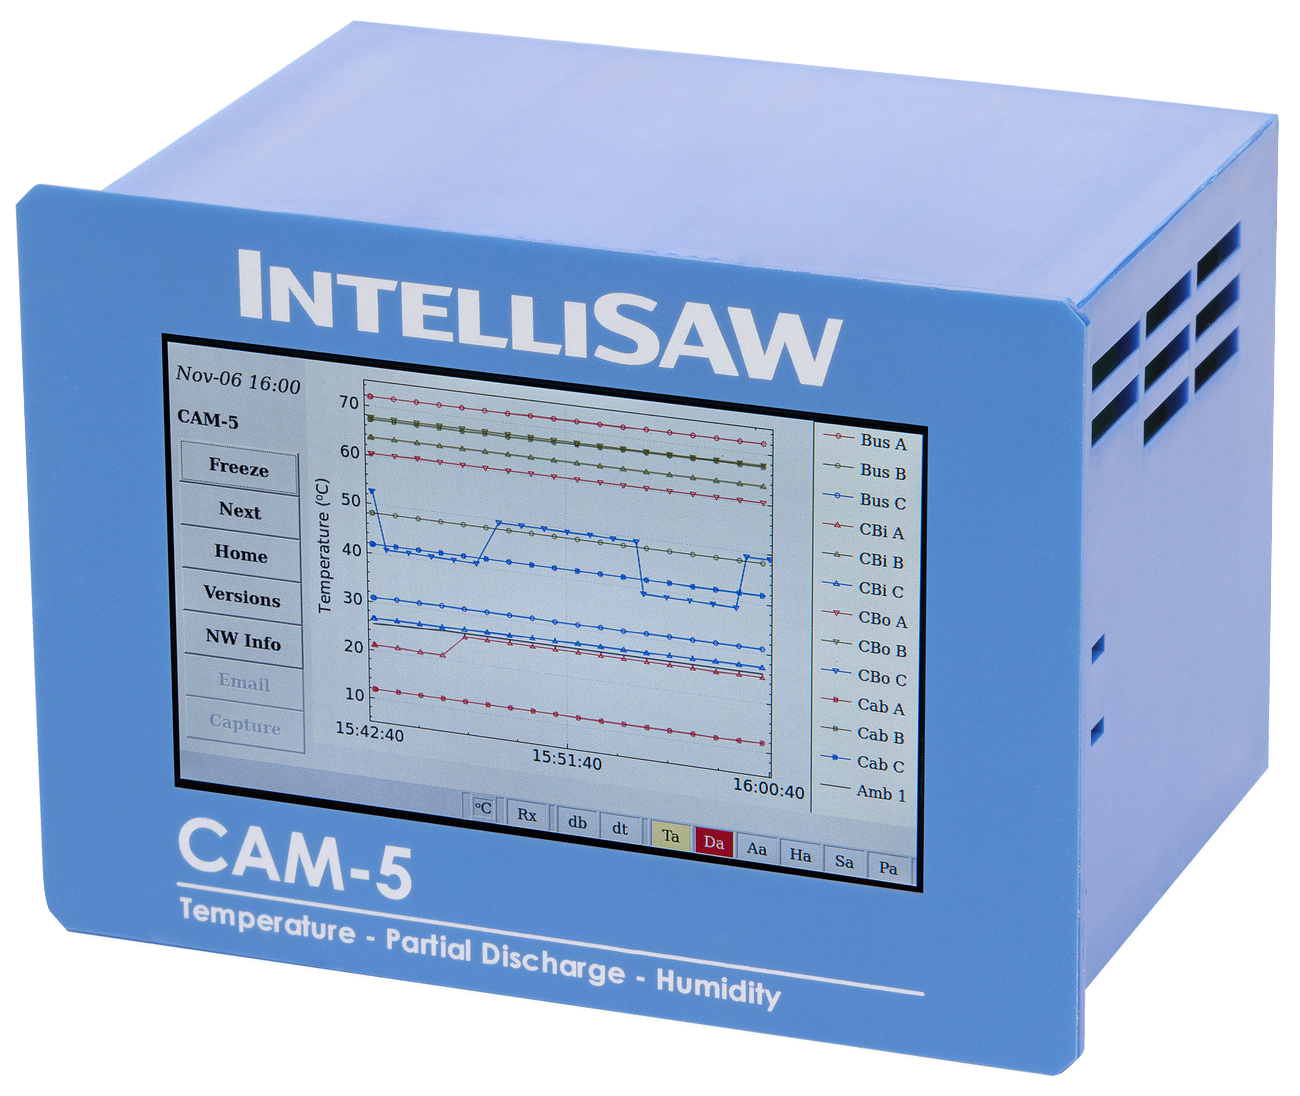 INTELLISAW
Nov-06 16:00
CAM-5
Freeze
Next
Home
Versions
NW Info
Email
Capture
Temperature (°C)
70
60
50
40
30
20
10
15:42:40
15:51:40
16:00:40
Bus A
Bus B
Bus C
CBi A
CBi B
CBi C
CBo A
CBo B
CBo C
Cab A
Cab B
Cab C
Amb 1
°C Rx db dt Ta Da Aa Ha Sa Pa
CAM-5
Temperature - Partial Discharge - Humidity